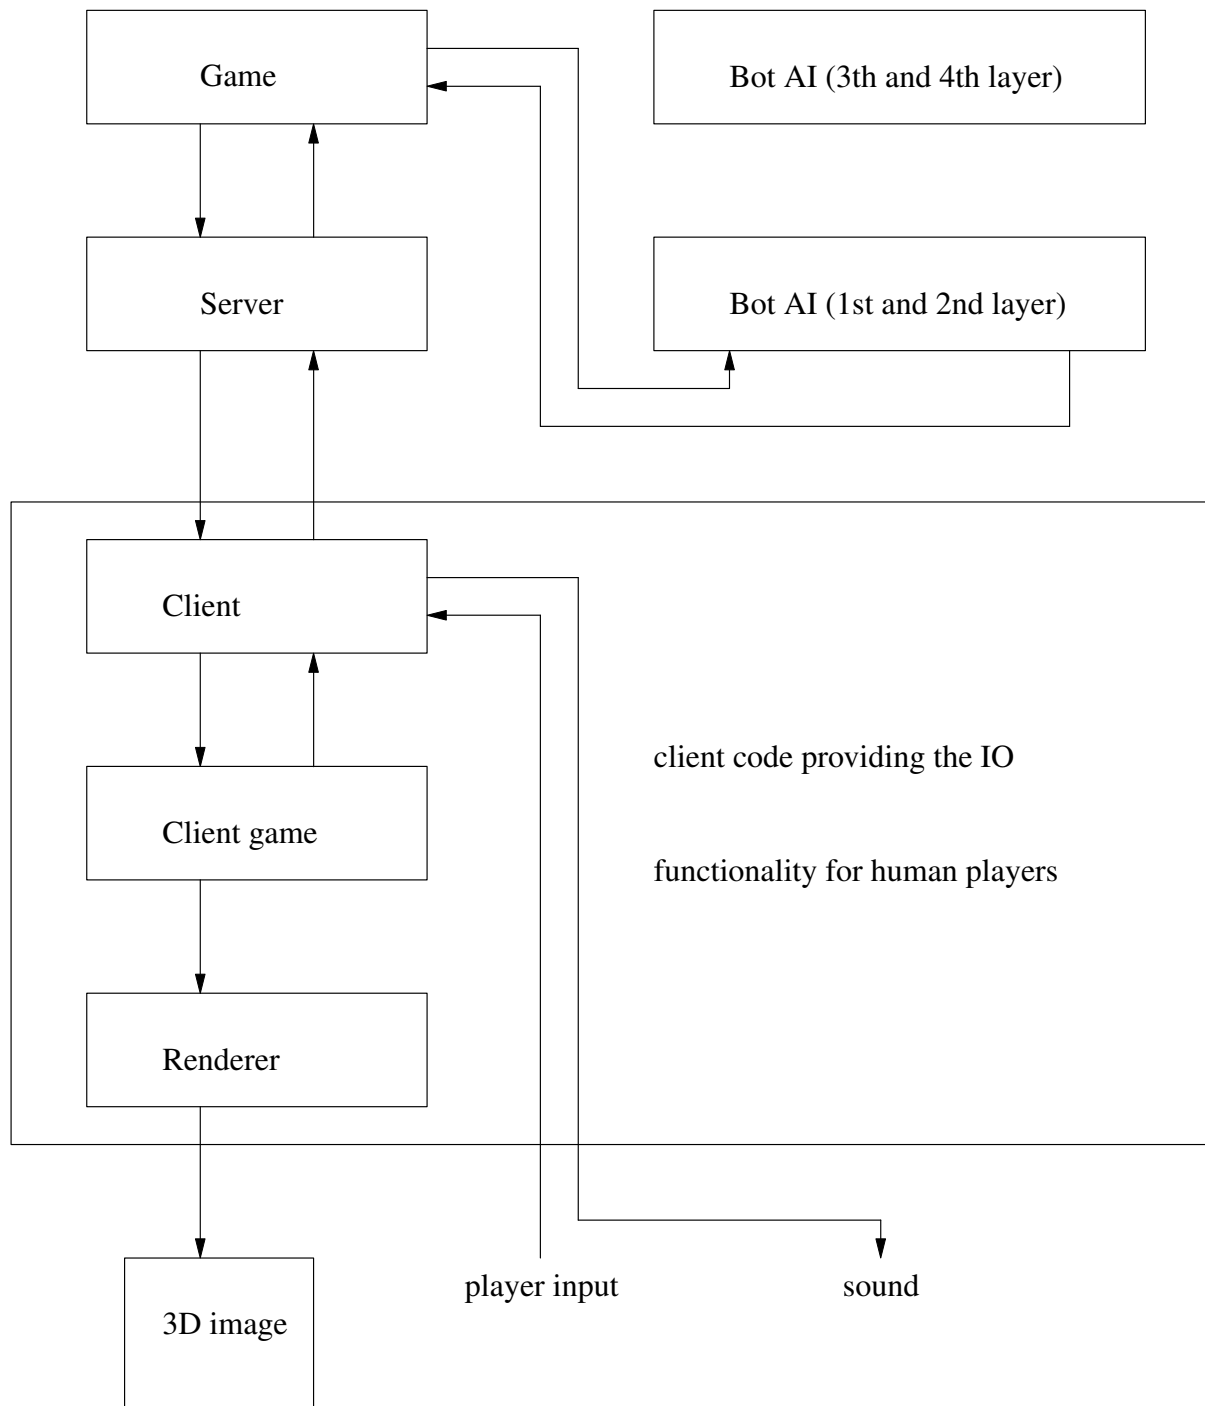 Game
Bot AI (3th and 4th layer)
Server
Bot AI (1st and 2nd layer)
Client
client code providing the IO
Client game
functionality for human players
Renderer
player input
sound
3D image